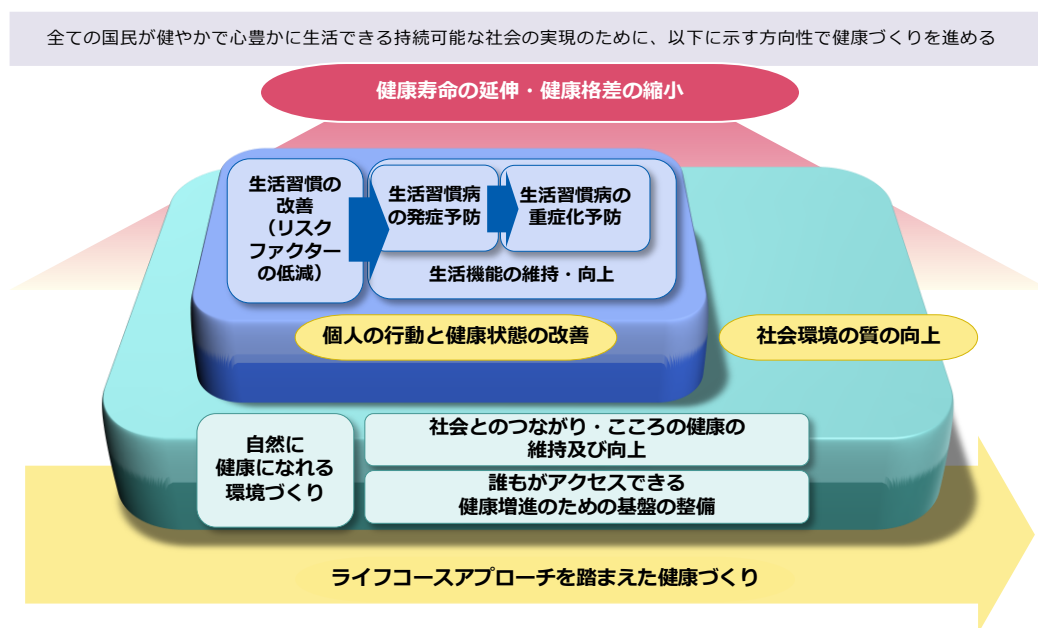 全ての国民が健やかで心豊かに生活できる持続可能な社会の実現のために、以下に示す方向性で健康づくりを進める
健康寿命の延伸・健康格差の縮小
生活習慣の
改善
（リスク
ファクター
の低減）
生活習慣病
の発症予防
生活習慣病の
重症化予防
生活機能の維持・向上
個人の行動と健康状態の改善
社会環境の質の向上
自然に
健康になれる
環境づくり
社会とのつながり・こころの健康の
維持及び向上
誰もがアクセスできる
健康増進のための基盤の整備
ライフコースアプローチを踏まえた健康づくり